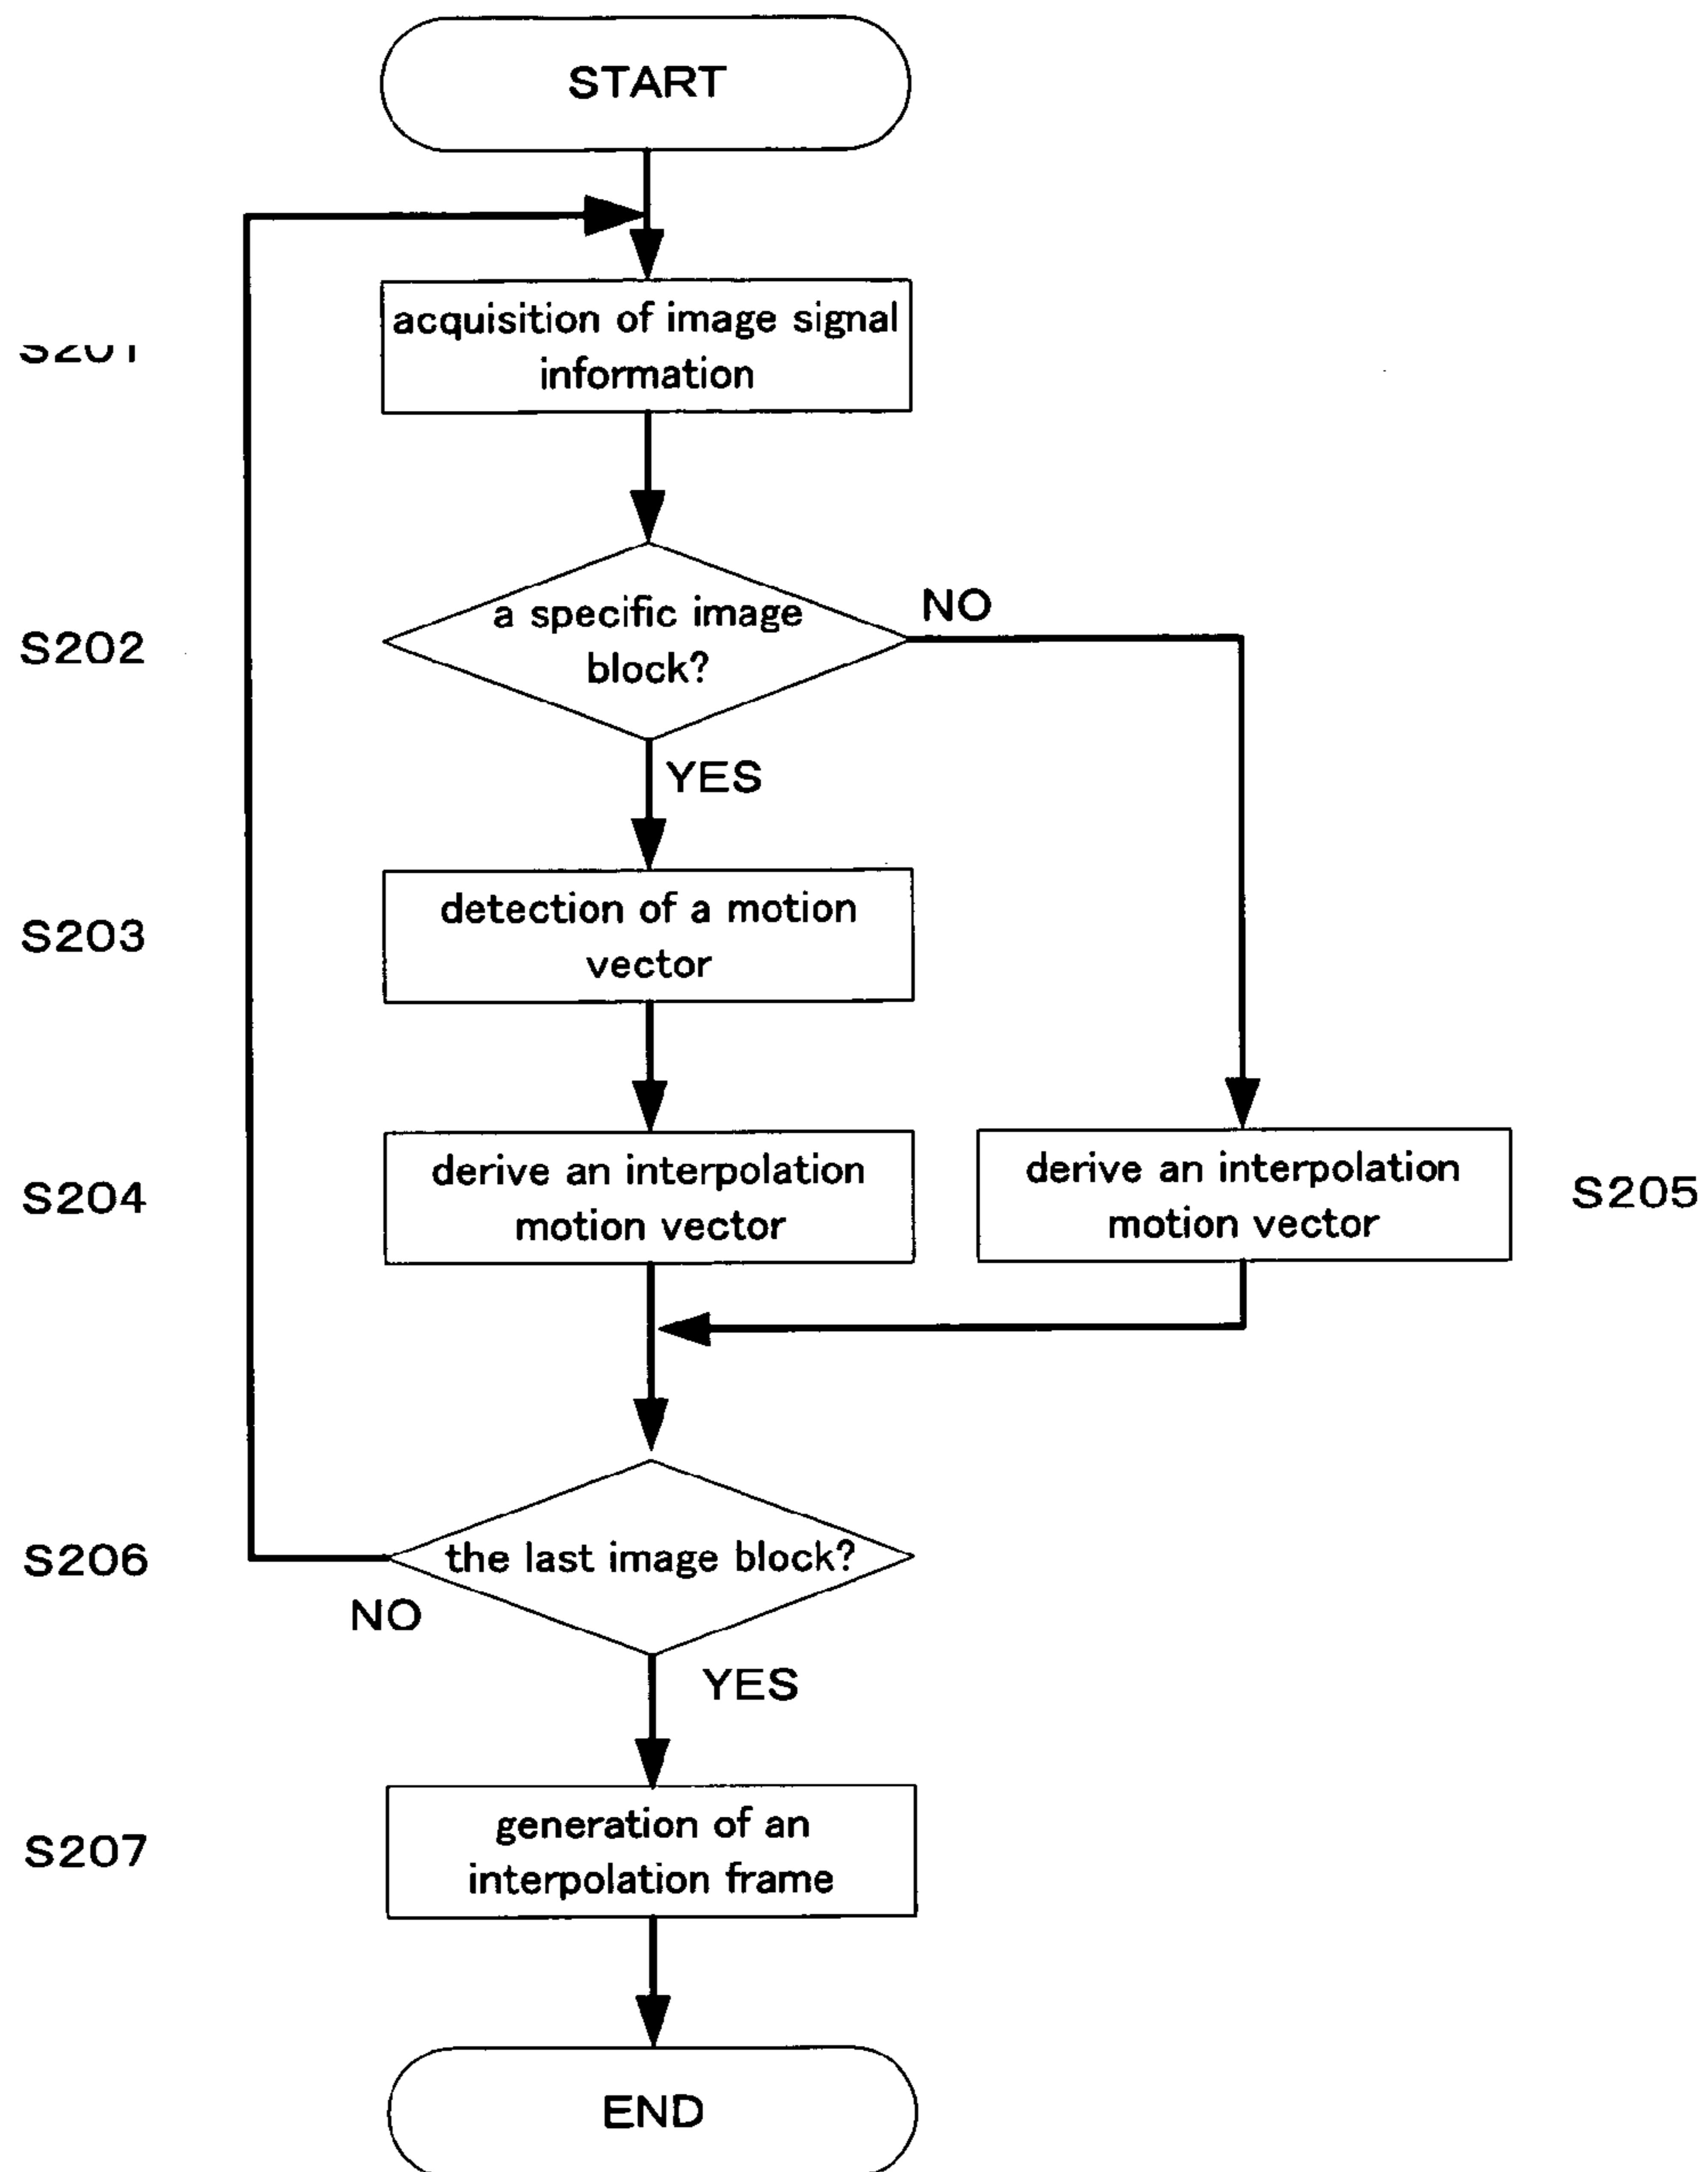 START
acquisition of image signal
information
a specific image
block?
NO
S202
YES
detection of a motion
vector
S203
derive an interpolation
motion vector
S204
derive an interpolation
motion vector
S205
the last image block?
S206
NO
YES
generation of an
interpolation frame
S207
END